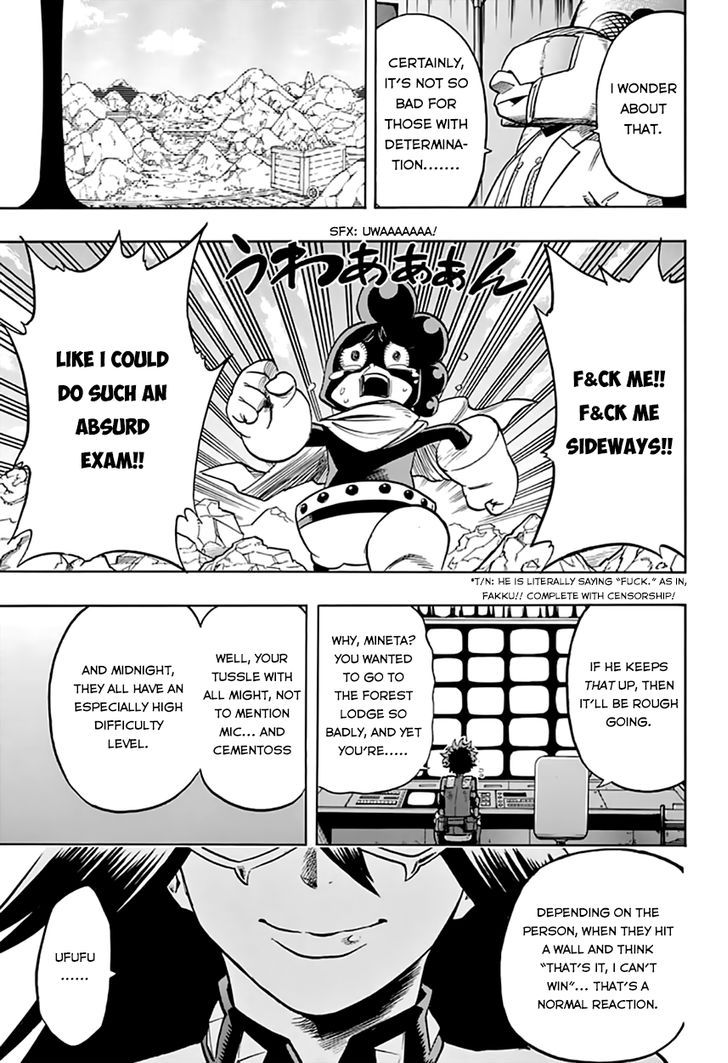 I WONDER
ABOUT
THAT.
CERTAINLY,
IT'S NOT SO
BAD FOR
THOSE WITH
DETERMINA-
TION.......
SFX: UWAAAAAAA!
うわぁぁぁん
F&CK ME!!
F&CK ME
SIDEWAYS!!
LIKE I COULD
DO SUCH AN
ABSURD
EXAM!!
*T/N: HE IS LITERALLY SAYING "FUCK." AS IN,
FAKKU!! COMPLETE WITH CENSORSHIP!
IF HE KEEPS
THAT UP, THEN
IT'LL BE ROUGH
GOING.
WHY, MINETA?
YOU WANTED
TO GO TO
THE FOREST
LODGE SO
BADLY, AND YET
YOU'RE.....
WELL, YOUR
TUSSLE WITH
ALL MIGHT, NOT
TO MENTION
MIC... AND
CEMENTOSS
AND MIDNIGHT,
THEY ALL HAVE AN
ESPECIALLY HIGH
DIFFICULTY
LEVEL.
DEPENDING ON THE
PERSON, WHEN THEY HIT
A WALL AND THINK
"THAT'S IT, I CAN'T
WIN"... THAT'S A
NORMAL REACTION.
UFUFU
......